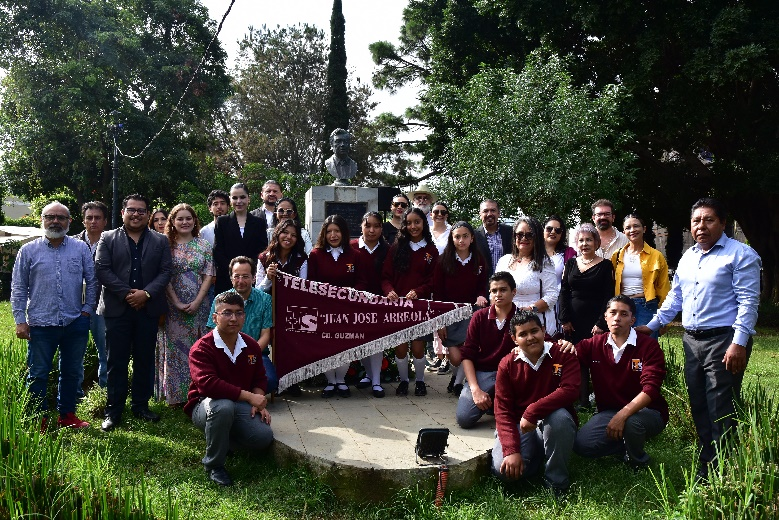 TELESECUNDARIA
"JUAN JOSE ARREOLA"
CD. GUZMAN